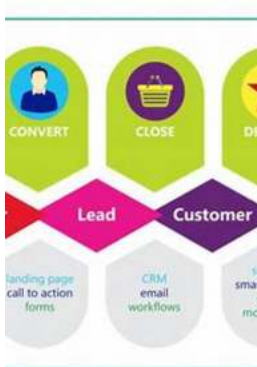 CONVERT
CLOSE
Lead
Customer
landing page
call to action
forms
CRM
email
workflows